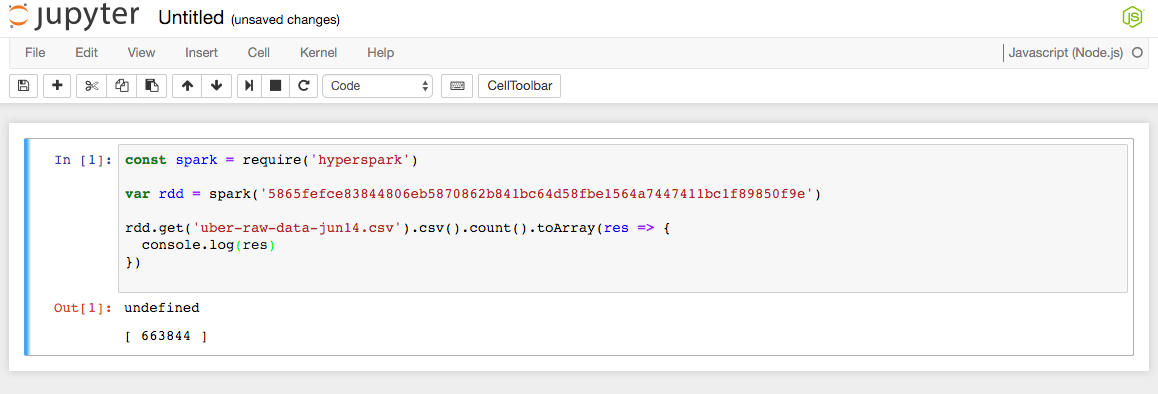 jupyter Untitled (unsaved changes)
JS
File Edit View Insert Cell Kernel Help Javascript (Node.js)
Code CellToolbar
In [1]: const spark = require('hyperspark')
var rdd = spark('5865fefce83844806eb5870862b841bc64d58fbe1564a7447411bc1f89850f9e')
rdd.get('uber-raw-data-jun14.csv').csv().count().toArray(res => {
  console.log(res)
})
Out[1]: undefined
[ 663844 ]